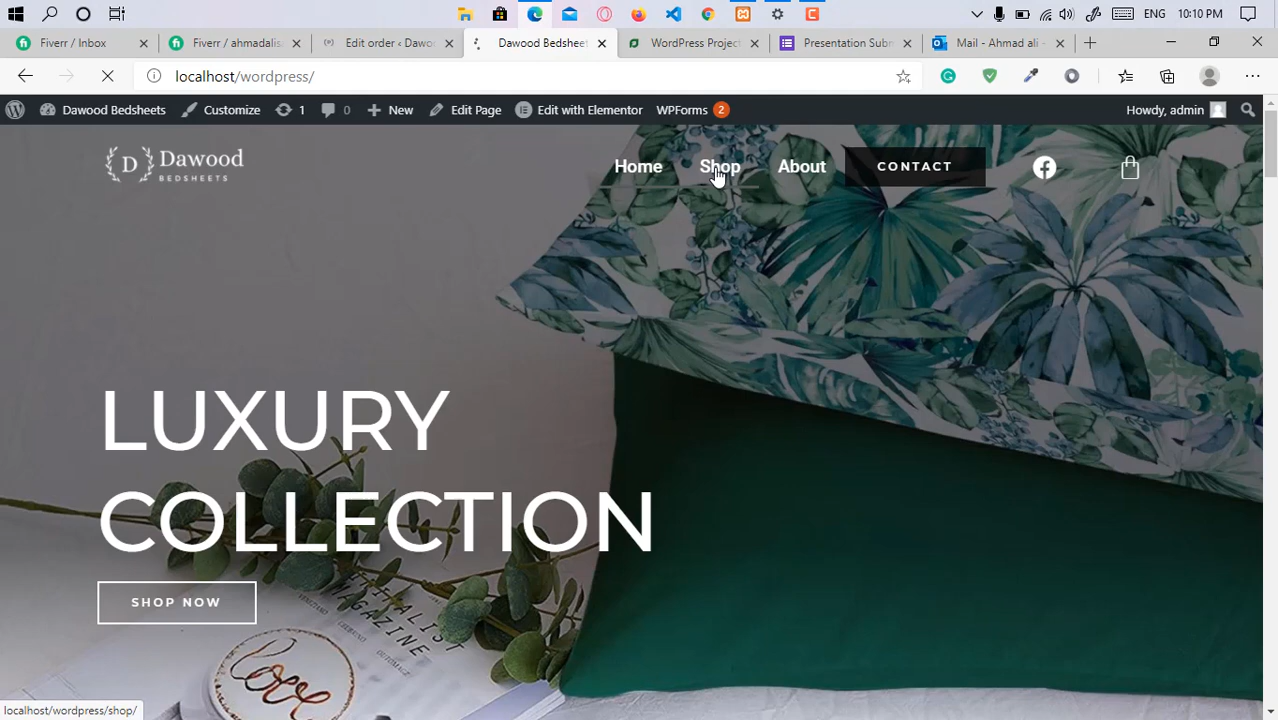 ENG 10:10 PM
Fiverr / Inbox
Fiverr / ahmadalis
Edit order ‹ Dawo
Dawood Bedsheet
WordPress Project
Presentation Subm
Mail - Ahmad ali -
localhost/wordpress/
Dawood Bedsheets
Customize
1
0
New
Edit Page
Edit with Elementor
WPForms 2
Howdy, admin
D Dawood
BEDSHEETS
Home
Shop
About
CONTACT
LUXURY
COLLECTION
SHOP NOW
MAGAZINE
Love
localhost/wordpress/shop/